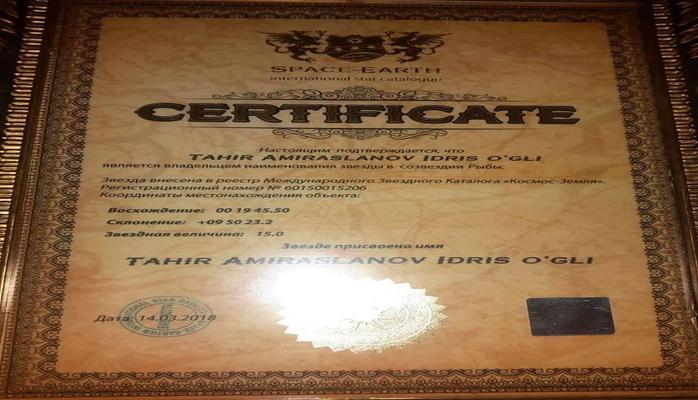 SPACE-EARTH
international star catalogue
CERTIFICATE
Настоящим подтверждается, что
TAHIR AMIRASLANOV IDRIS O'GLI
является владельцем наименования звезды в созвездии Рыбы.
Звезда внесена в реестр Международного Звездного Каталога «Космос-Земля».
Регистрационный номер № 60150015206
Координаты местонахождения объекта:
Восхождение: 00 19 45.50
Склонение: +09 50 23.2
Звездная величина: 15.0
Звезде присвоено имя
TAHIR AMIRASLANOV IDRIS O'GLI
Дата: 14.03.2018